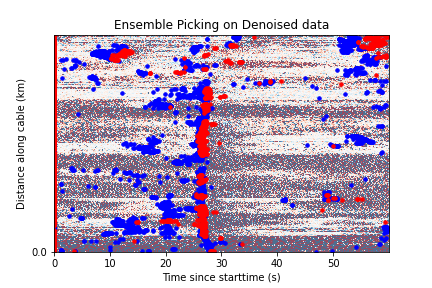 Ensemble Picking on Denoised data
Distance along cable (km)
0.0
0 10 20 30 40 50
Time since starttime (s)